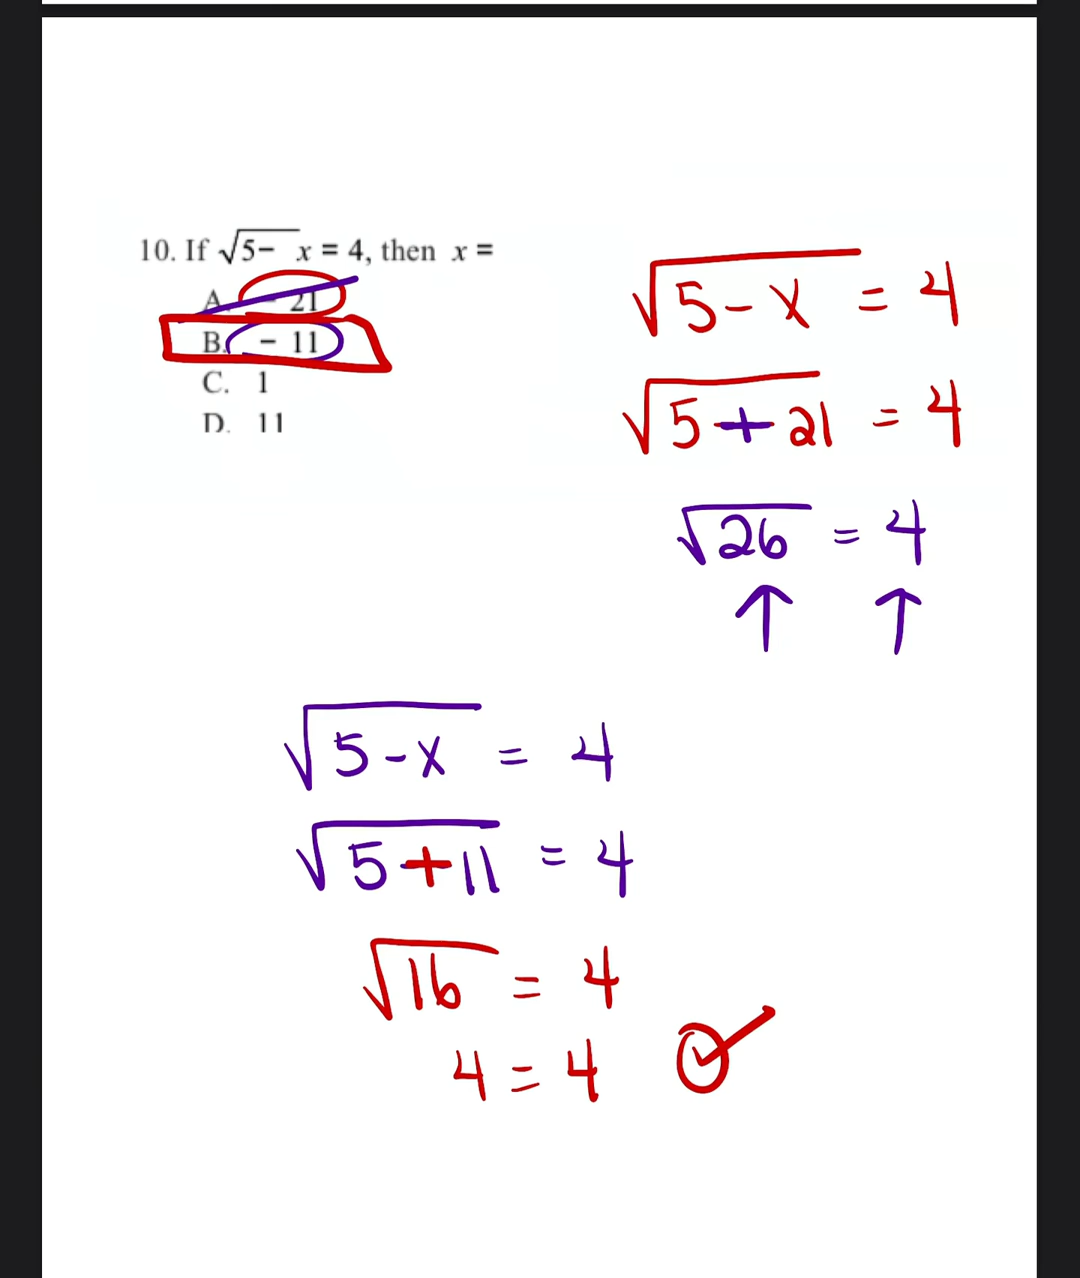 10. If √5− x = 4, then x =
A. − 21
B. − 11
C. 1
D. 11
√5-x = 4
√5+21 = 4
√26 = 4
↑ ↑
√5-x = 4
√5+11 = 4
√16 = 4
4 = 4